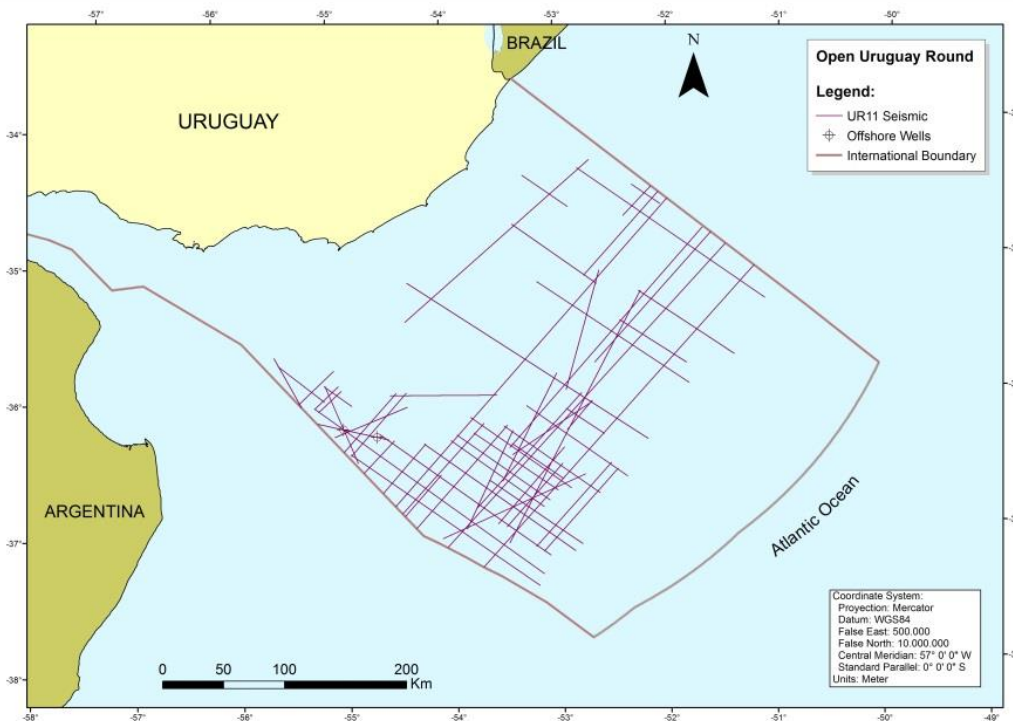 -57° -56° -55° -54° -53° -52° -51° -50°
BRAZIL
N
Open Uruguay Round
Legend:
UR11 Seismic
Offshore Wells
International Boundary
URUGUAY
-34°
-35°
-36°
ARGENTINA
Atlantic Ocean
-37°
-38°
0 50 100 200
Km
Coordinate System:
Proyection: Mercator
Datum: WGS84
False East: 500.000
False North: 10.000.000
Central Meridian: 57° 0' 0" W
Standard Parallel: 0° 0' 0" S
Units: Meter
-58° -57° -56° -55° -54° -53° -52° -51° -50° -49°